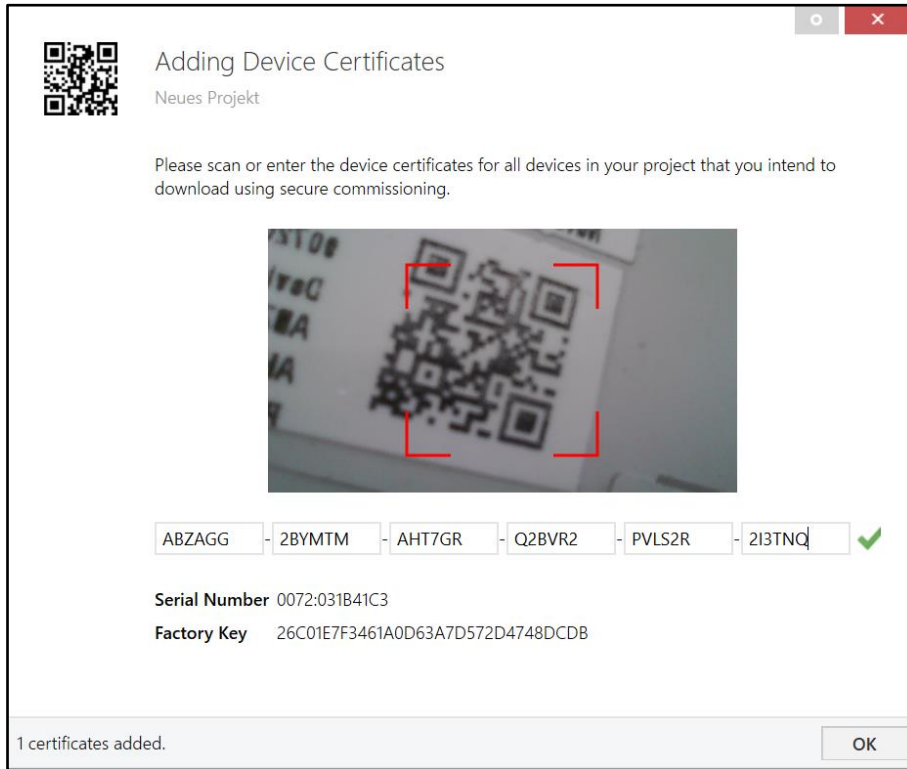 Adding Device Certificates
Neues Projekt
Please scan or enter the device certificates for all devices in your project that you intend to
download using secure commissioning.
ABZAGG - 2BYMTM - AHT7GR - Q2BVR2 - PVLS2R - 2I3TNQ
Serial Number 0072:031B41C3
Factory Key 26C01E7F3461A0D63A7D572D4748DCDB
1 certificates added.
OK